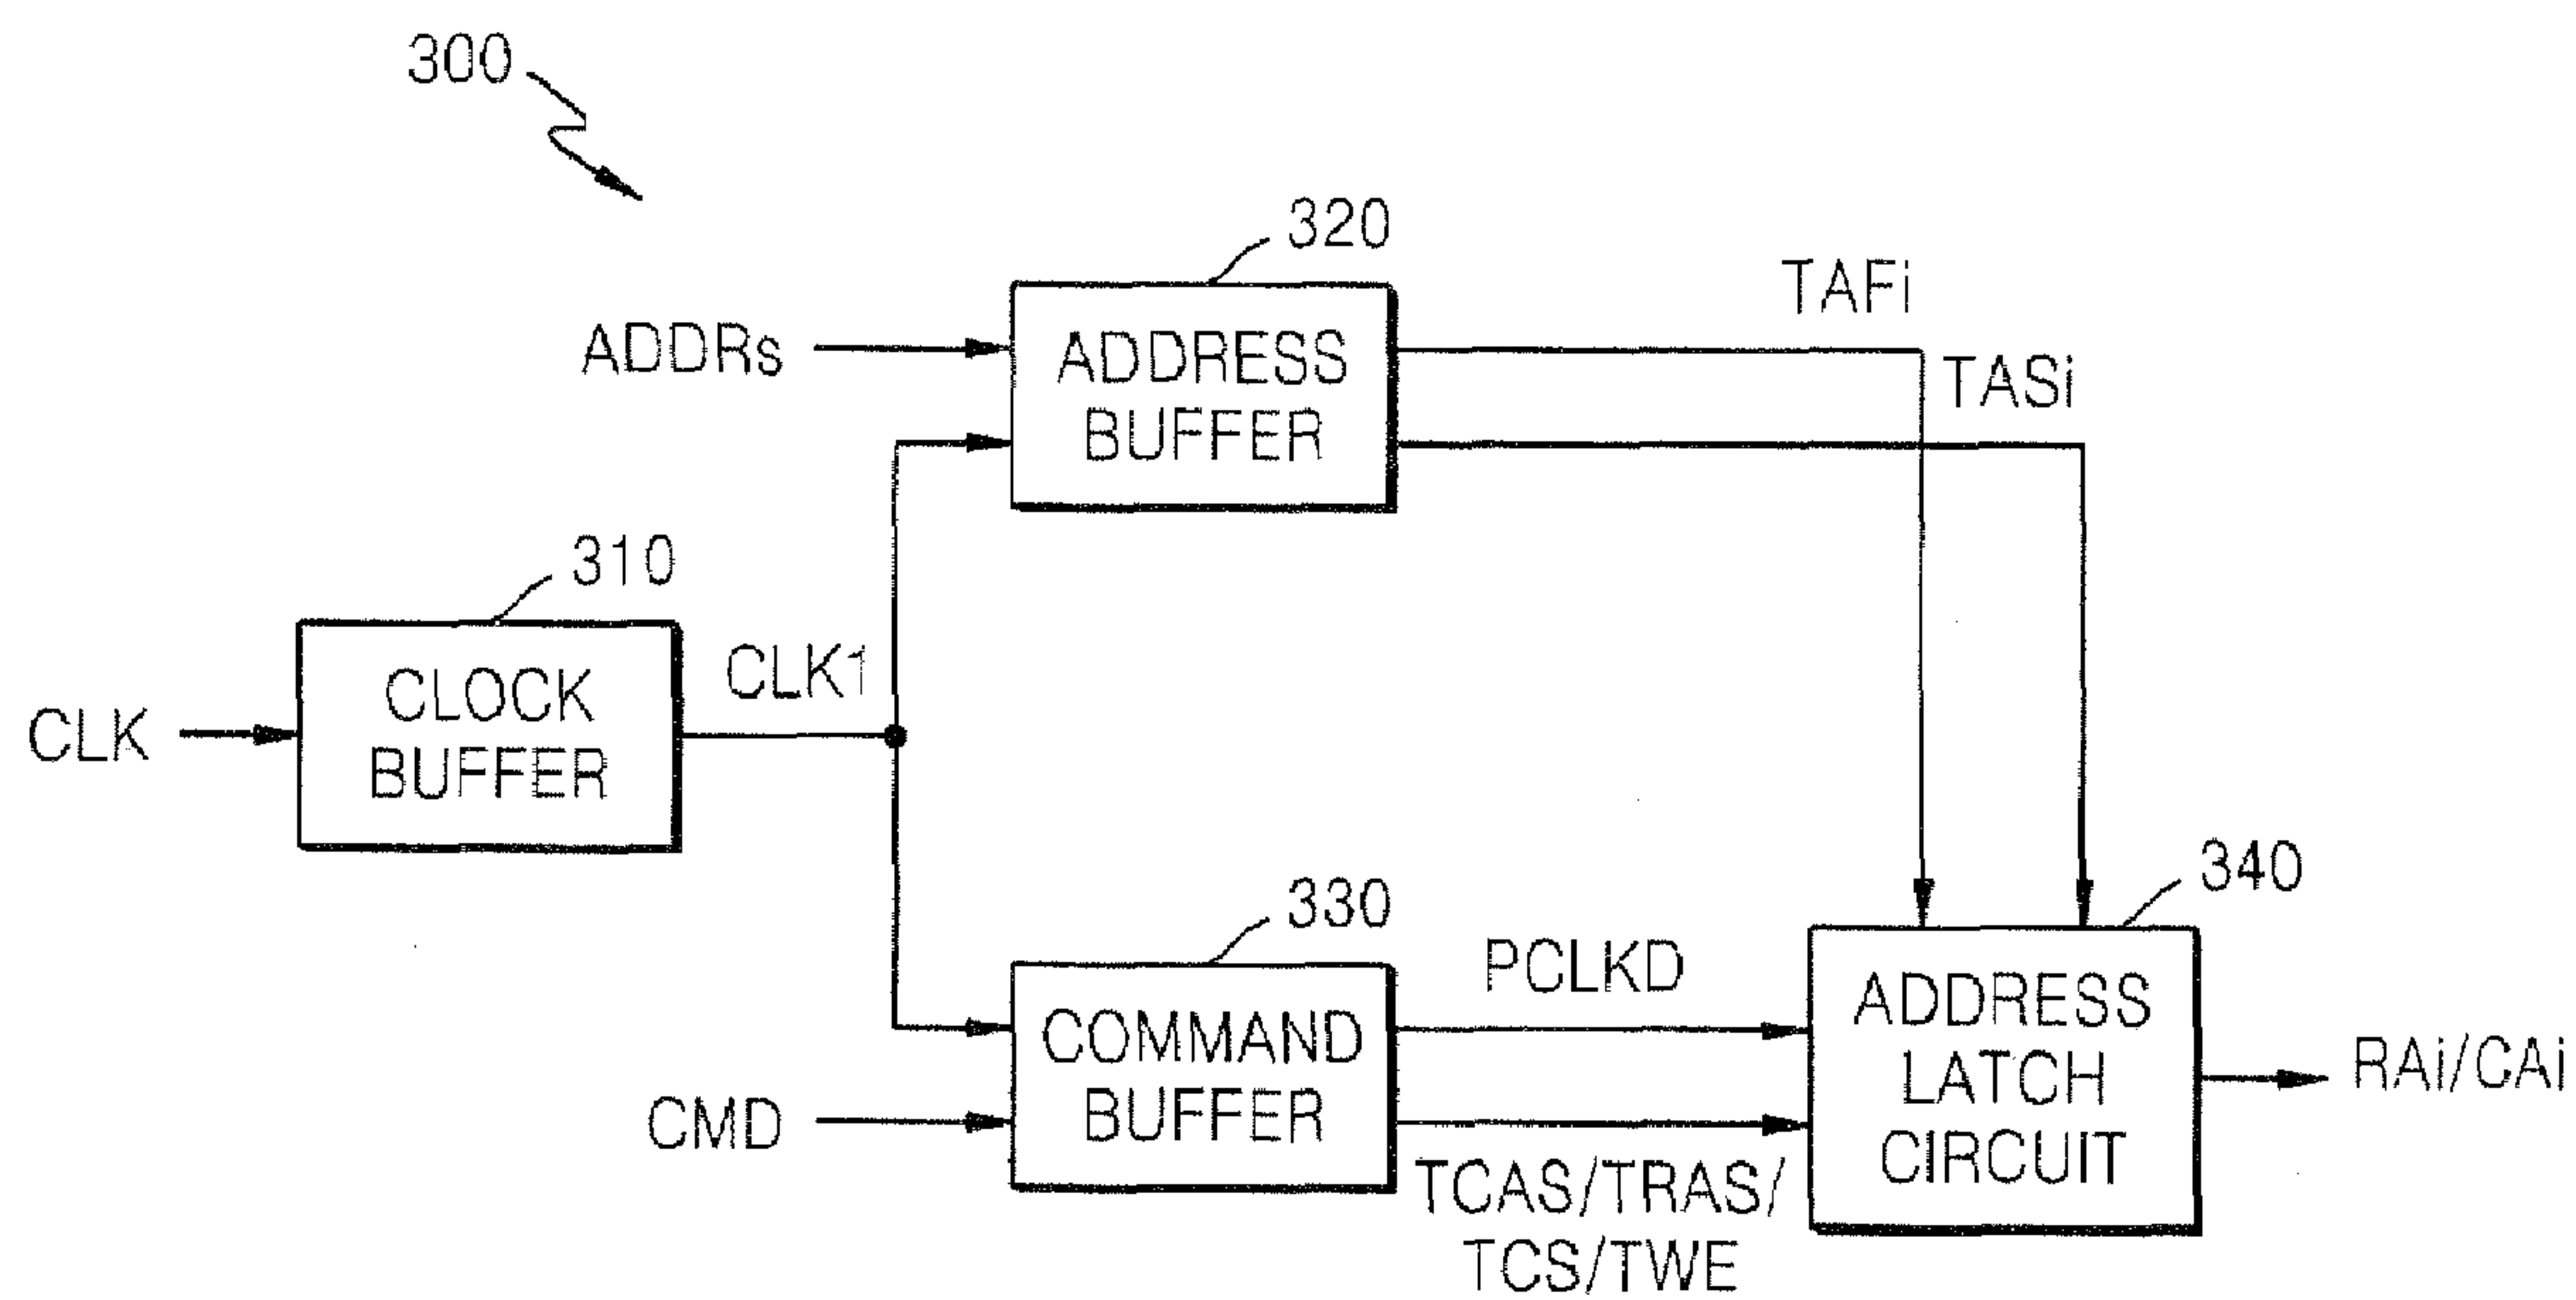 300
320
TAFi
ADDRs
ADDRESS
BUFFER
TASi
310
CLK
CLOCK
BUFFER
CLK1
330
340
PCLKD
CMD
COMMAND
BUFFER
ADDRESS
LATCH
CIRCUIT
RAi/CAi
TCAS/TRAS/
TCS/TWE